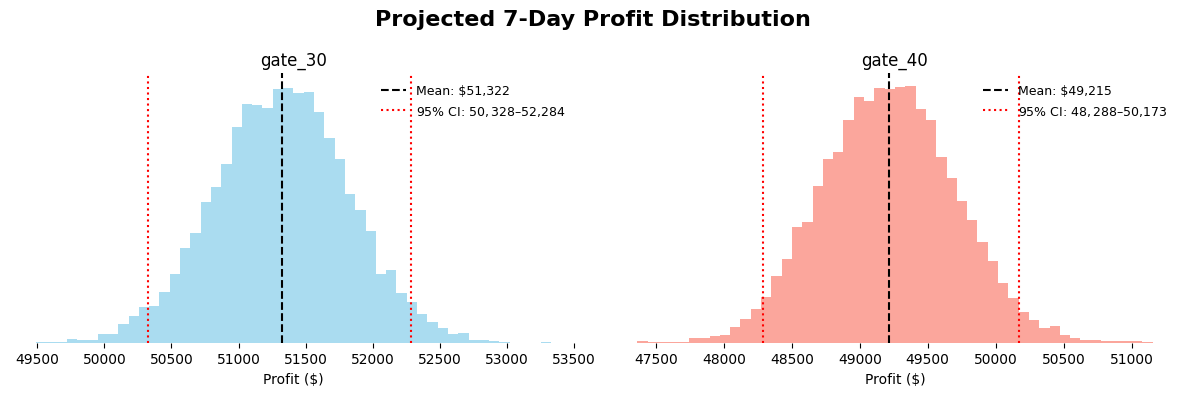 Projected 7-Day Profit Distribution
gate_30
Mean: $51,322
95% CI: 50,328–52,284
49500 50000 50500 51000 51500 52000 52500 53000 53500
Profit ($)
gate_40
Mean: $49,215
95% CI: 48,288–50,173
47500 48000 48500 49000 49500 50000 50500 51000
Profit ($)